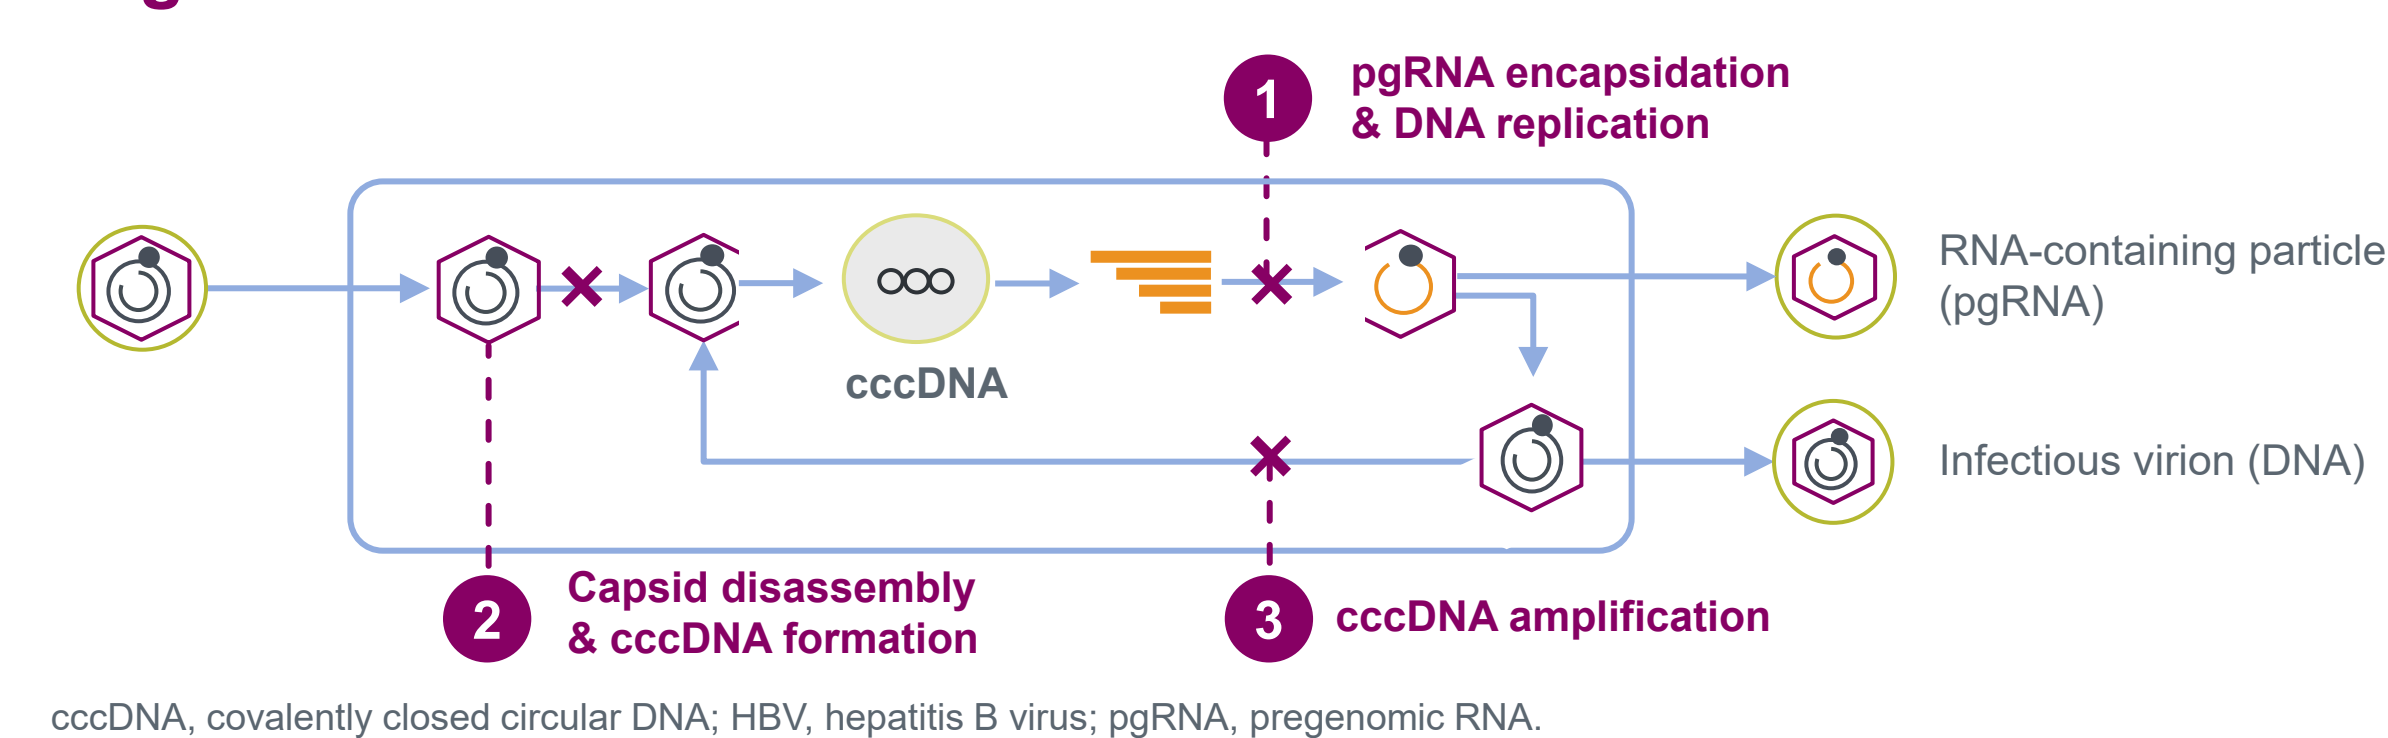 1
pgRNA encapsidation
& DNA replication
RNA-containing particle
(pgRNA)
cccDNA
Infectious virion (DNA)
2
Capsid disassembly
& cccDNA formation
3
cccDNA amplification
cccDNA, covalently closed circular DNA; HBV, hepatitis B virus; pgRNA, pregenomic RNA.